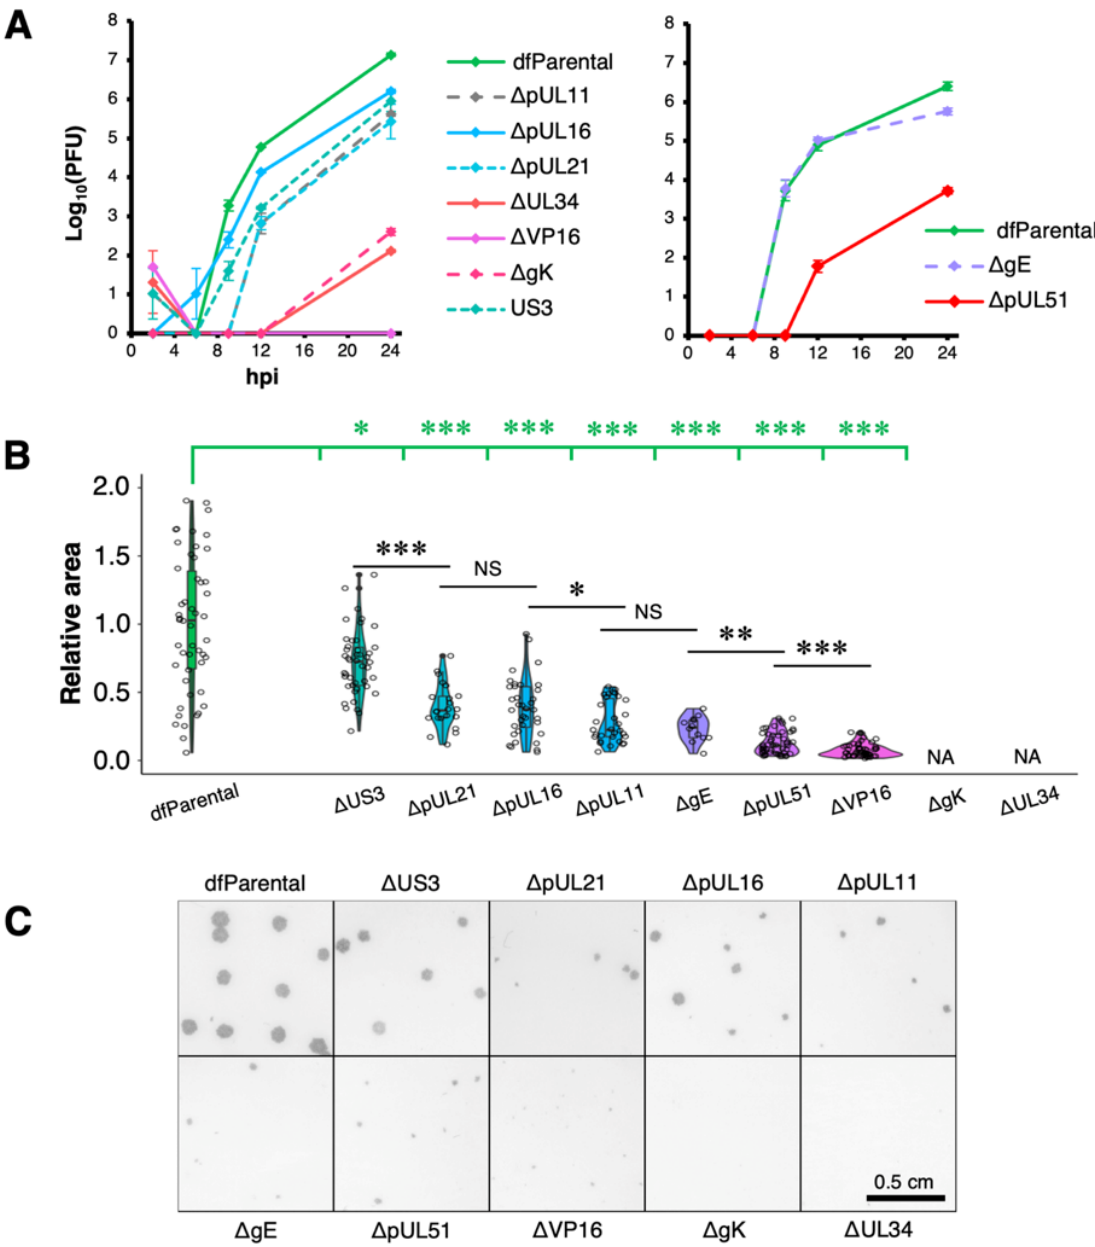 A
8
7
6
5
4
3
2
1
0
Log10(PFU)
0 4 8 12 16 20 24
hpi
dfParental
ΔpUL11
ΔpUL16
ΔpUL21
ΔUL34
ΔVP16
ΔgK
US3
8
7
6
5
4
3
2
1
0
0 4 8 12 16 20 24
dfParental
ΔgE
ΔpUL51
B
* *** *** *** *** *** ***
2.0
1.5
1.0
0.5
0.0
Relative area
***
NS
*
NS
**
***
NA NA
dfParental ΔUS3 ΔpUL21 ΔpUL16 ΔpUL11 ΔgE ΔpUL51 ΔVP16 ΔgK ΔUL34
C
dfParental ΔUS3 ΔpUL21 ΔpUL16 ΔpUL11
0.5 cm
ΔgE ΔpUL51 ΔVP16 ΔgK ΔUL34